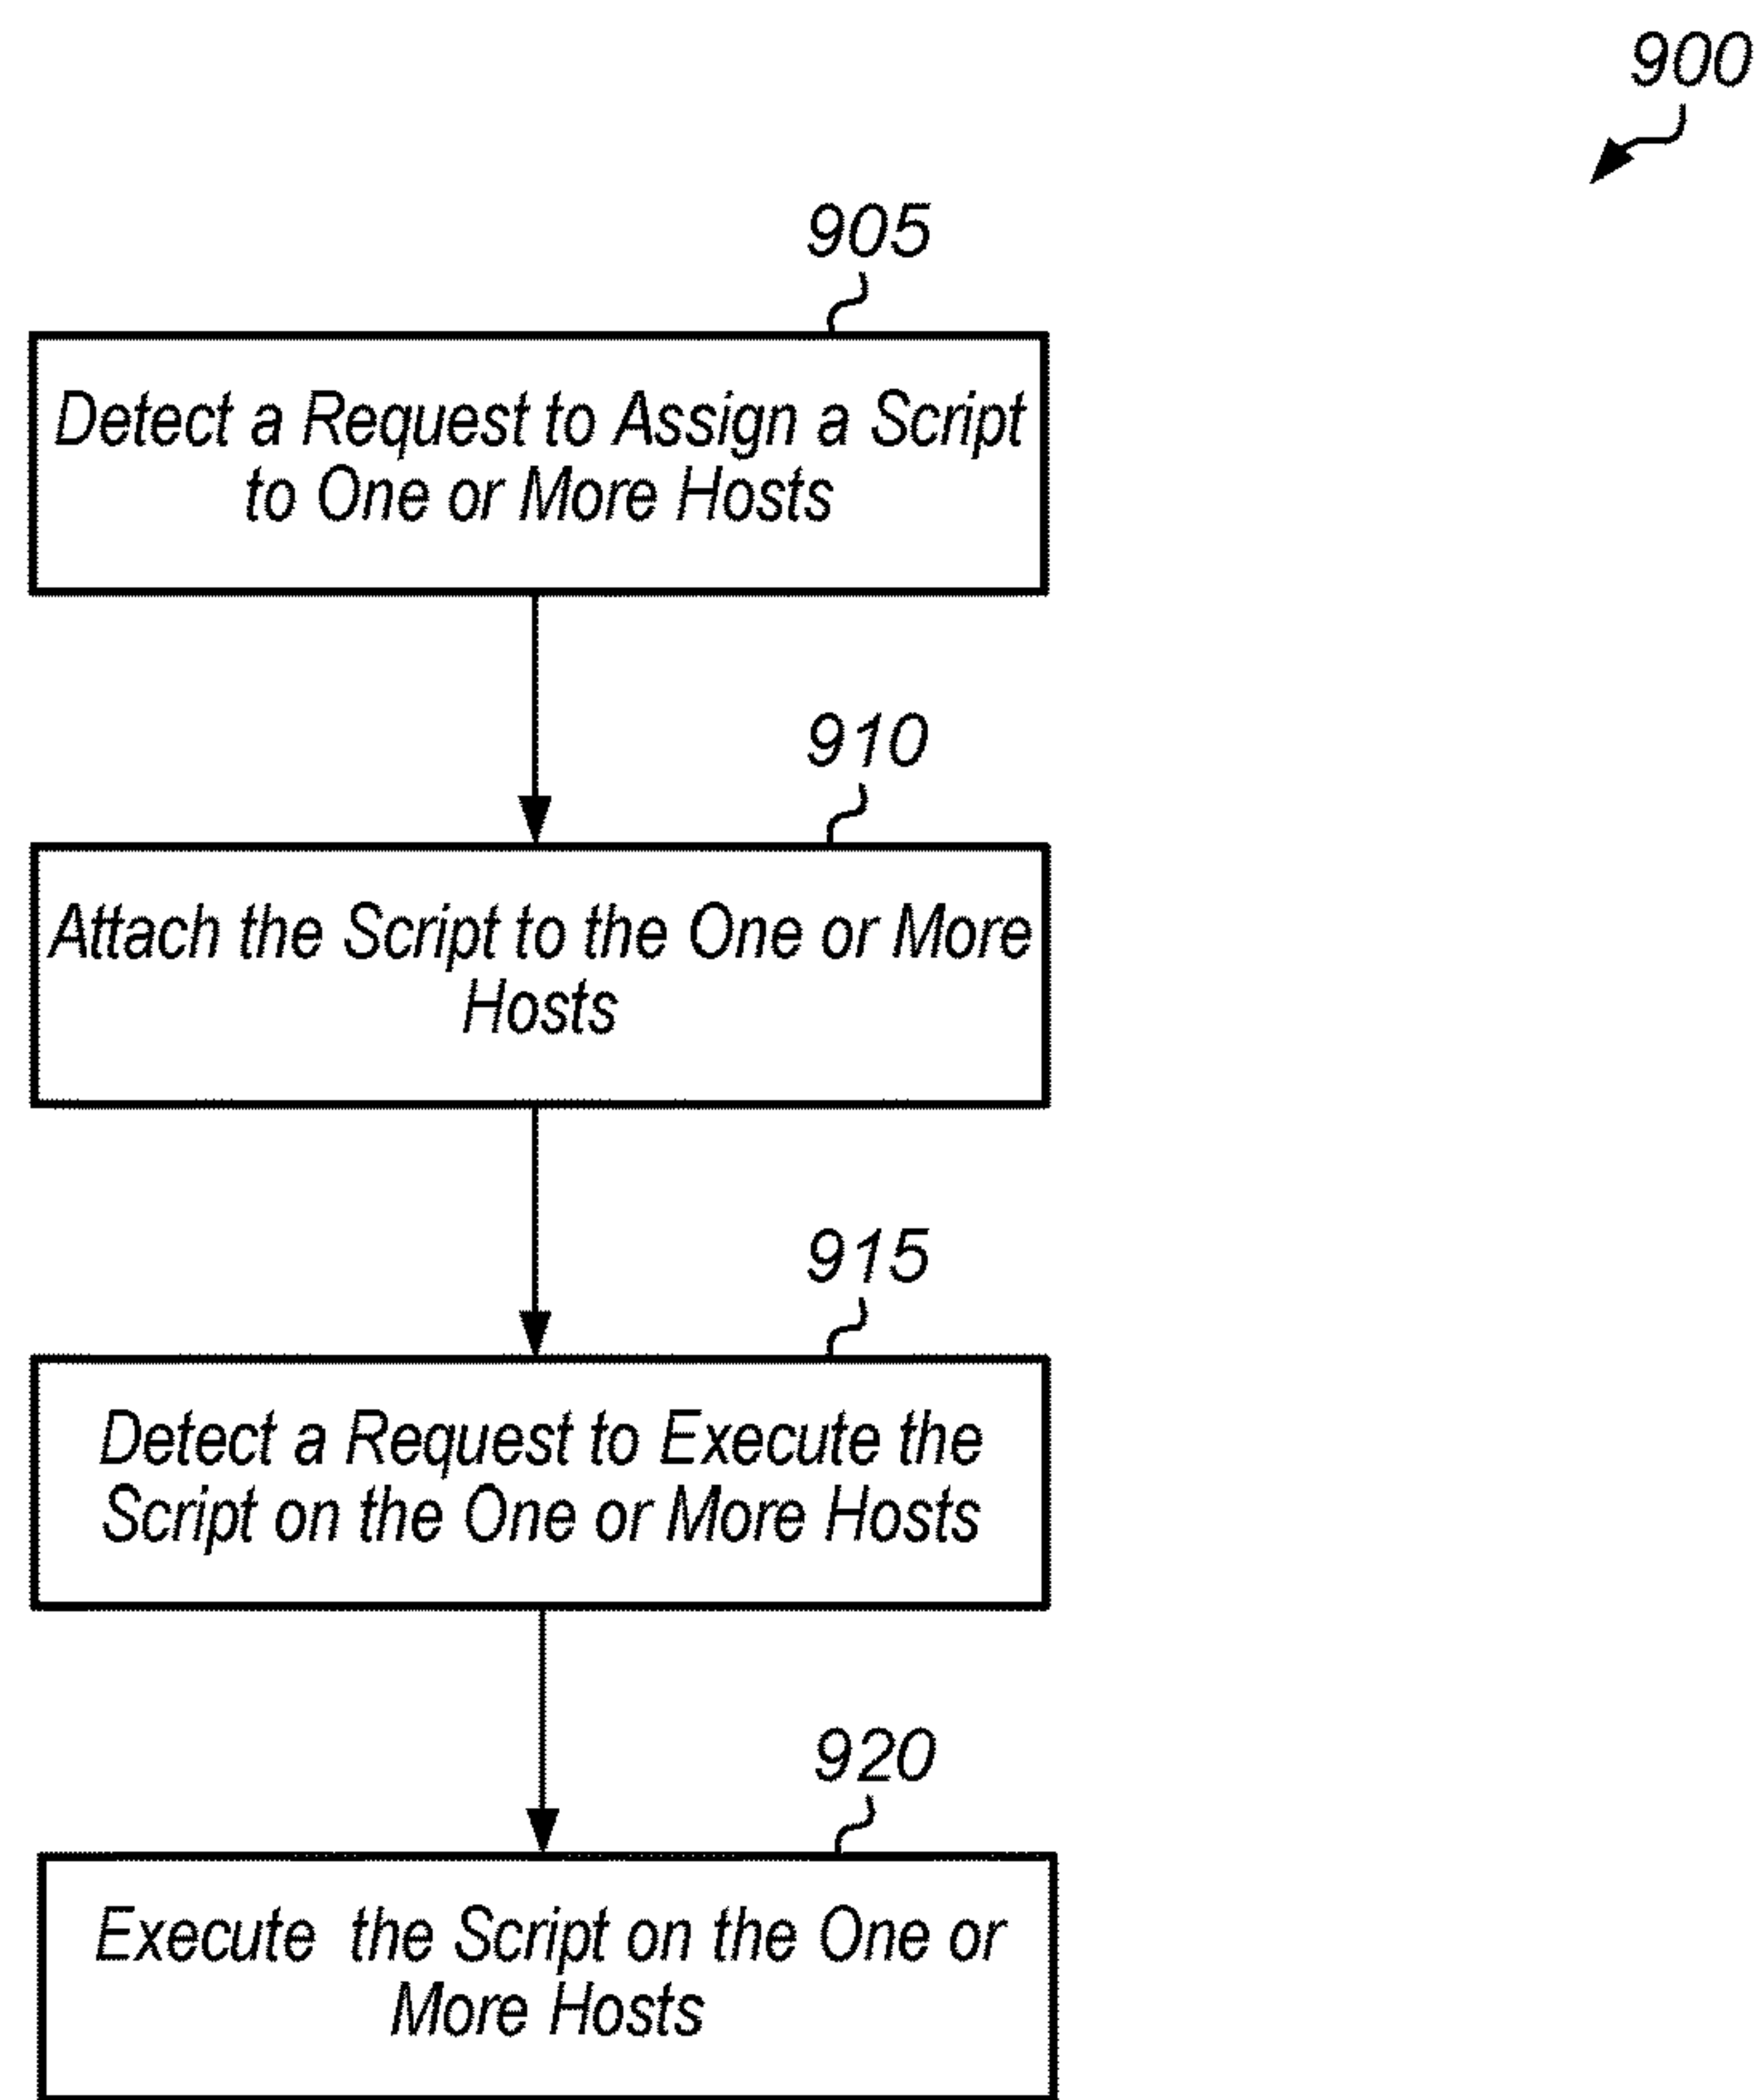 900
905
Detect a Request to Assign a Script
to One or More Hosts
910
Attach the Script to the One or More
Hosts
915
Detect a Request to Execute the
Script on the One or More Hosts
920
Execute the Script on the One or
More Hosts